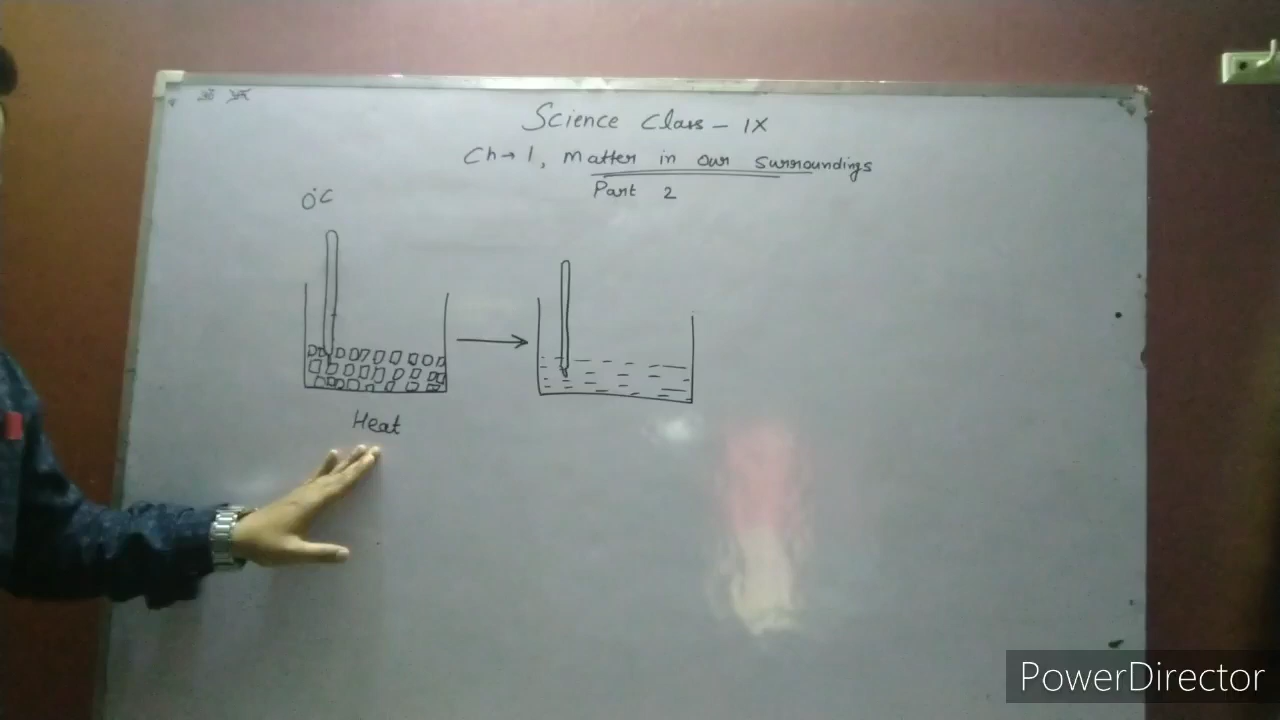 Science Class - IX
Ch→ 1, Matter in our surroundings
Part 2
0°C
Heat
PowerDirector